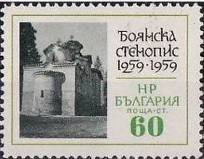 БОЯНСКА
СТЕНОПИС
1259·1959
НР
БЪЛГАРИЯ
ПОЩА-СТ.
60